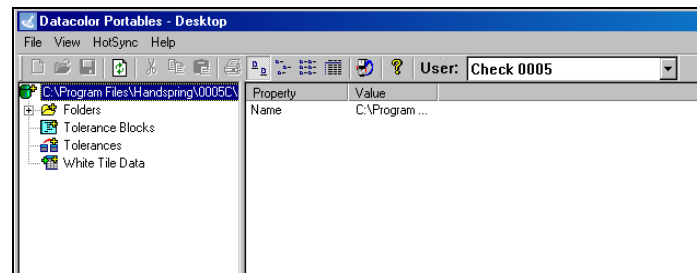 Datacolor Portables - Desktop
File View HotSync Help
User: Check 0005
C:\Program Files\Handspring\0005C\
Folders
Tolerance Blocks
Tolerances
White Tile Data
Property Value
Name C:\Program ...